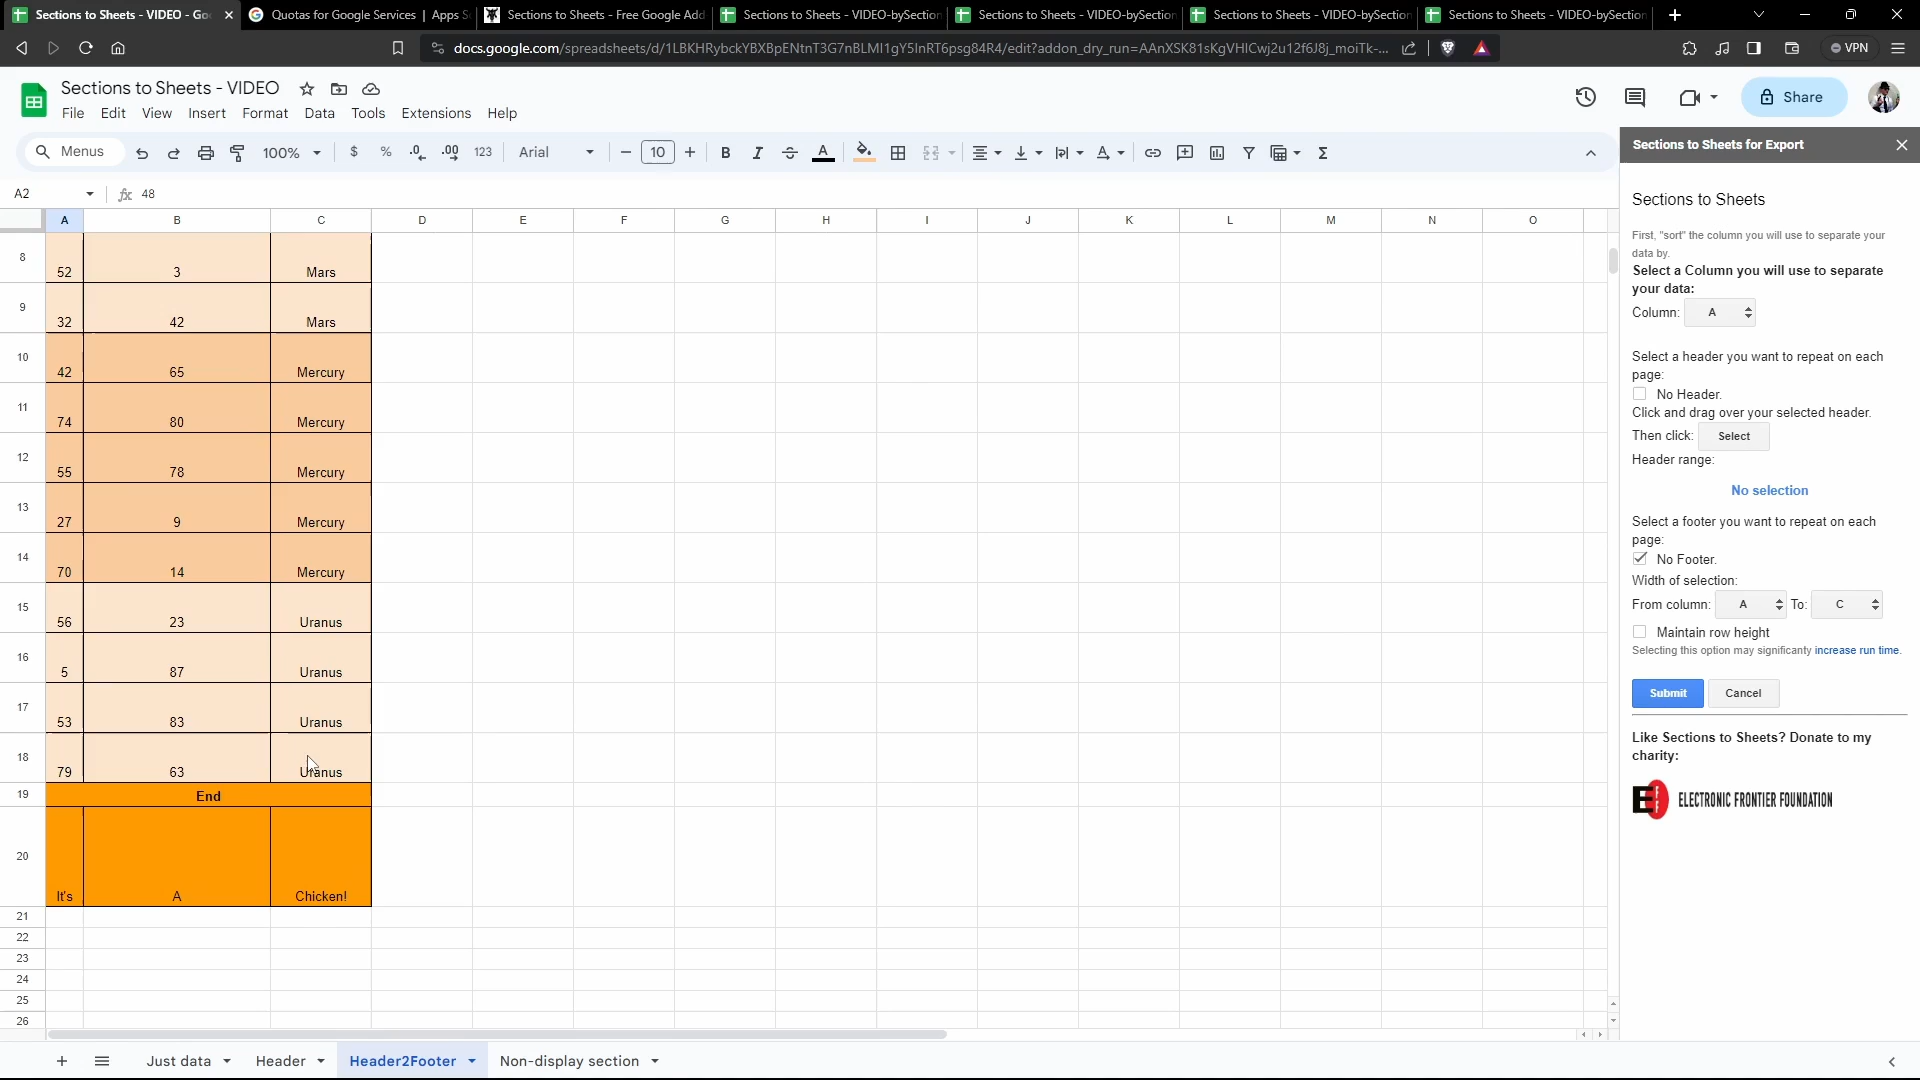 Sections to Sheets - VIDEO - Go
Quotas for Google Services | Apps S
Sections to Sheets - Free Google Add
Sections to Sheets - VIDEO-bySection
Sections to Sheets - VIDEO-bySection
Sections to Sheets - VIDEO-bySection
Sections to Sheets - VIDEO-bySection
docs.google.com/spreadsheets/d/1LBKHRybckYBXBpENtnT3G7nBLMI1gY5InRT6psg84R4/edit?addon_dry_run=AAnXSK81sKgVHICwj2u12f6J8j_moiTk-...
VPN
Sections to Sheets - VIDEO
File Edit View Insert Format Data Tools Extensions Help
Share
Menus
100%
$ % .0 .00 123
Arial
10
A2
fx 48
A B C D E F G H I J K L M N O
8 52 3 Mars
9 32 42 Mars
10 42 65 Mercury
11 74 80 Mercury
12 55 78 Mercury
13 27 9 Mercury
14 70 14 Mercury
15 56 23 Uranus
16 5 87 Uranus
17 53 83 Uranus
18 79 63 Uranus
19 End
20 It's A Chicken!
21
22
23
24
25
26
Just data
Header
Header2Footer
Non-display section
Sections to Sheets for Export
Sections to Sheets
First, "sort" the column you will use to separate your
data by.
Select a Column you will use to separate
your data:
Column: A
Select a header you want to repeat on each
page:
No Header.
Click and drag over your selected header.
Then click: Select
Header range:
No selection
Select a footer you want to repeat on each
page:
No Footer.
Width of selection:
From column: A To: C
Maintain row height
Selecting this option may significantly increase run time.
Submit Cancel
Like Sections to Sheets? Donate to my
charity:
EFF ELECTRONIC FRONTIER FOUNDATION